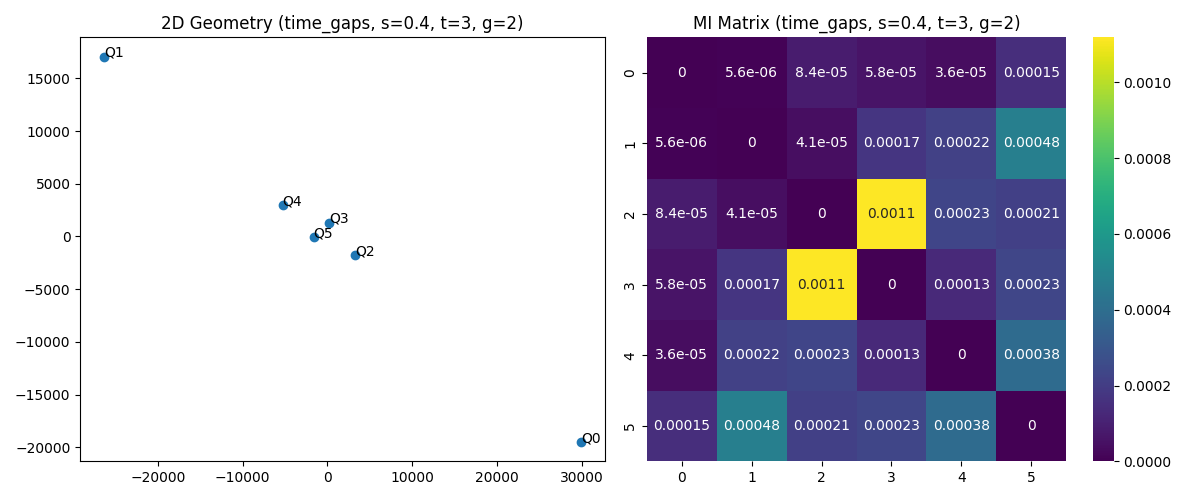 2D Geometry (time_gaps, s=0.4, t=3, g=2)
15000
10000
5000
0
−5000
−10000
−15000
−20000
−20000 −10000 0 10000 20000 30000
Q1
Q4
Q3
Q5
Q2
Q0
MI Matrix (time_gaps, s=0.4, t=3, g=2)
0 0 5.6e-06 8.4e-05 5.8e-05 3.6e-05 0.00015
1 5.6e-06 0 4.1e-05 0.00017 0.00022 0.00048
2 8.4e-05 4.1e-05 0 0.0011 0.00023 0.00021
3 5.8e-05 0.00017 0.0011 0 0.00013 0.00023
4 3.6e-05 0.00022 0.00023 0.00013 0 0.00038
5 0.00015 0.00048 0.00021 0.00023 0.00038 0
0 1 2 3 4 5
0.0010
0.0008
0.0006
0.0004
0.0002
0.0000